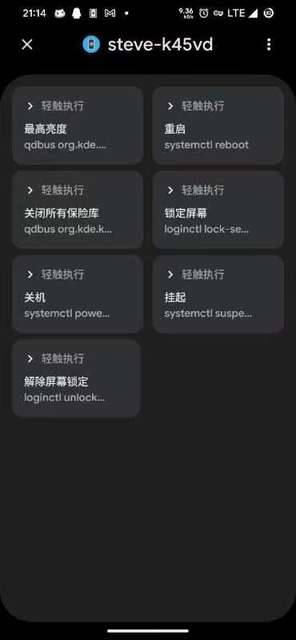 21:14
9.36
kB/s
LTE
steve-k45vd
轻触执行
最高亮度
qdbus org.kde....
轻触执行
重启
systemctl reboot
轻触执行
关闭所有保险库
qdbus org.kde.k...
轻触执行
锁定屏幕
loginctl lock-se...
轻触执行
关机
systemctl powe...
轻触执行
挂起
systemctl suspe...
轻触执行
解除屏幕锁定
loginctl unlock...